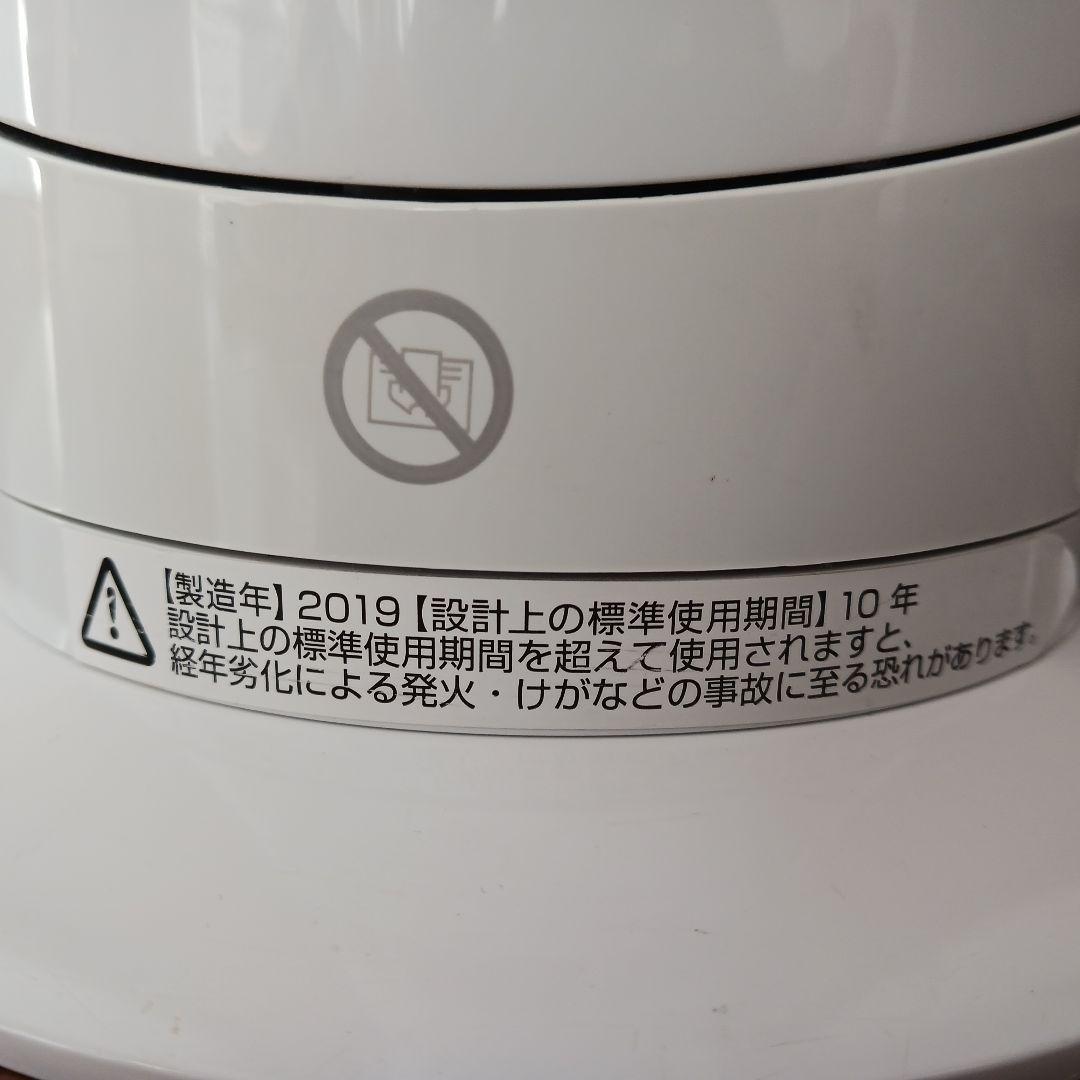 【製造年】2019【設計上の標準使用期間】10年
設計上の標準使用期間を超えて使用されますと、
経年劣化による発火・けがなどの事故に至る恐れがあります。